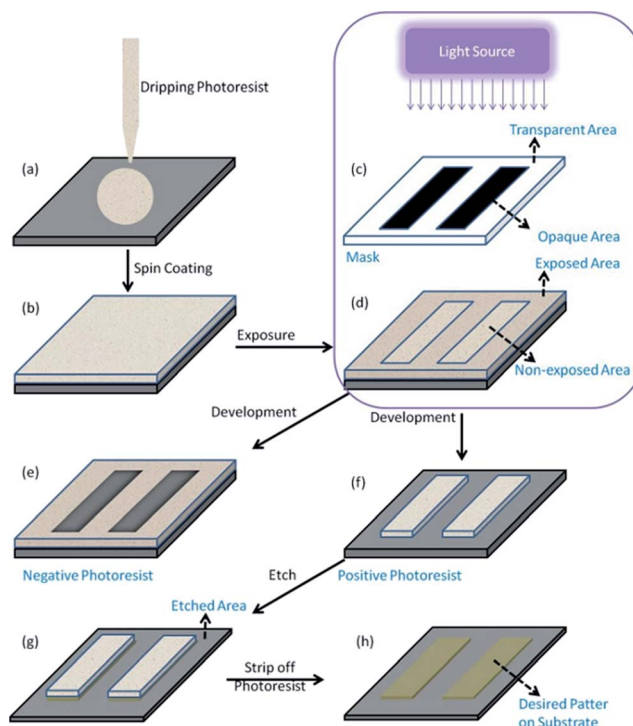 Light Source
Dripping Photoresist
Transparent Area
(a)
(c)
Opaque Area
Mask
Spin Coating
Exposed Area
(b)
(d)
Exposure
Non-exposed Area
Development
Development
(e)
(f)
Negative Photoresist
Etch
Positive Photoresist
Etched Area
(g)
(h)
Strip off
Photoresist
Desired Patter
on Substrate